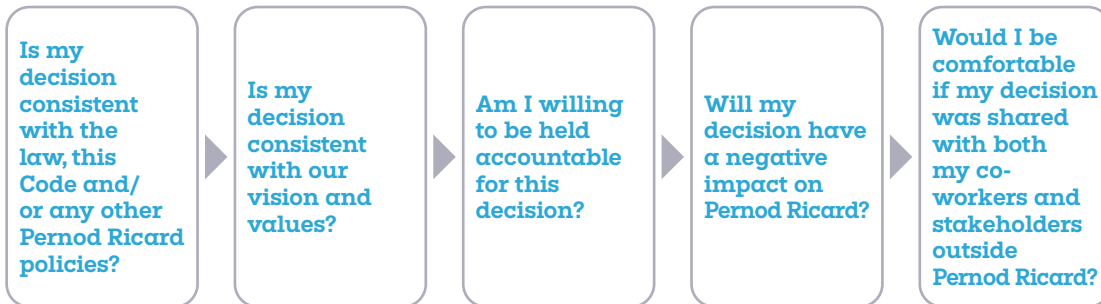 Is my
decision
consistent
with the
law, this
Code and/
or any other
Pernod Ricard
policies?
Is my
decision
consistent
with our
vision and
values?
Am I willing
to be held
accountable
for this
decision?
Will my
decision have
a negative
impact on
Pernod Ricard?
Would I be
comfortable
if my decision
was shared
with both
my co-
workers and
stakeholders
outside
Pernod Ricard?